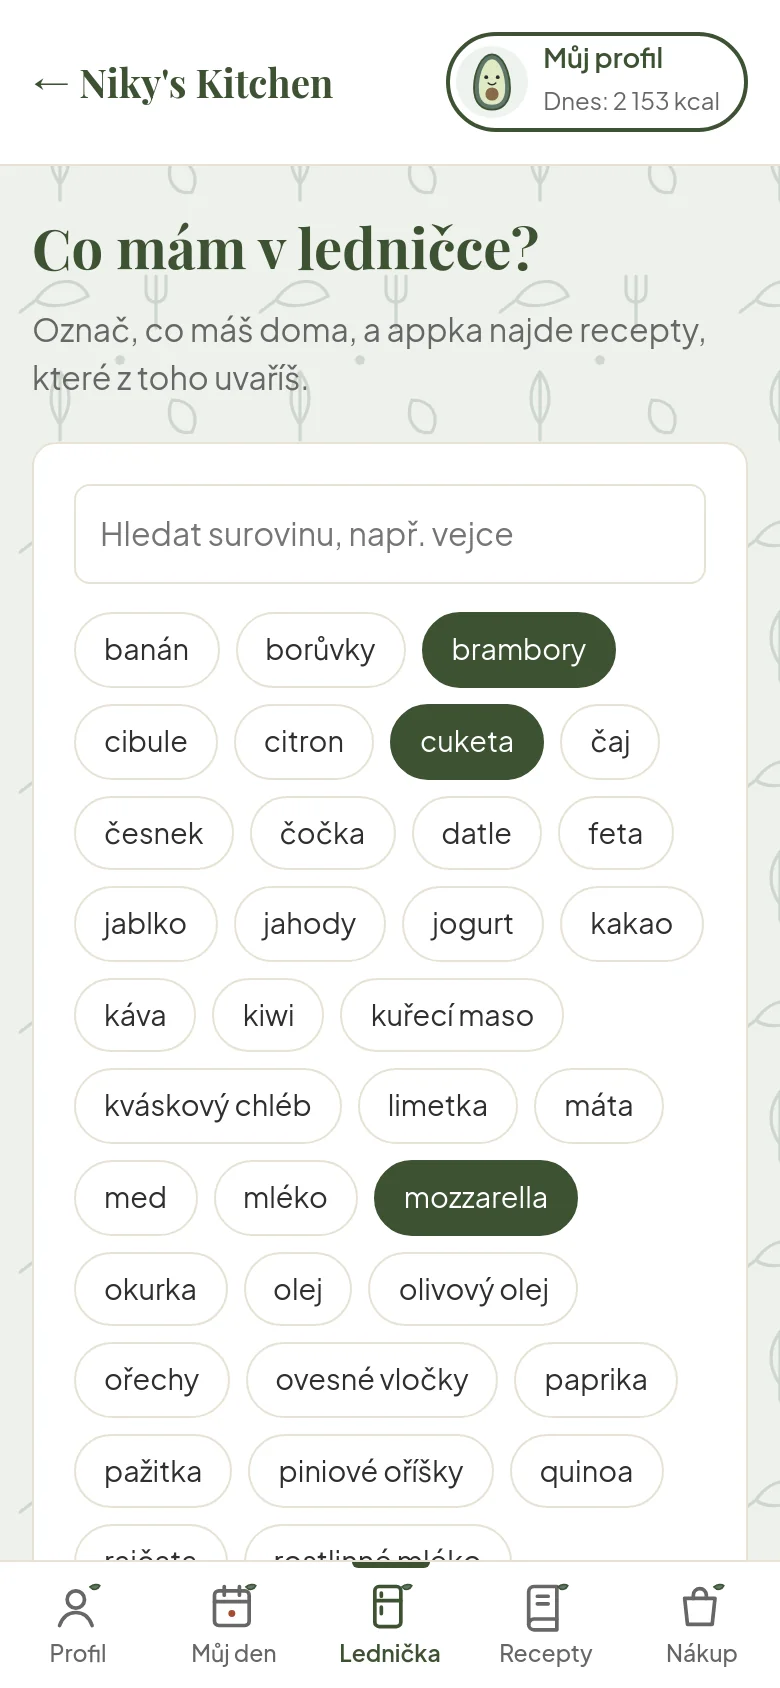 ← Niky's Kitchen
Můj profil
Dnes: 2 153 kcal
Co mám v ledničce?
Označ, co máš doma, a appka najde recepty,
které z toho uvaříš.
Hledat surovinu, např. vejce
banán borůvky brambory
cibule citron cuketa čaj
česnek čočka datle feta
jablko jahody jogurt kakao
káva kiwi kuřecí maso
kváskový chléb limetka máta
med mléko mozzarella
okurka olej olivový olej
ořechy ovesné vločky paprika
pažitka piniové oříšky quinoa
rajčata rostlinné mléko
Profil Můj den Lednička Recepty Nákup